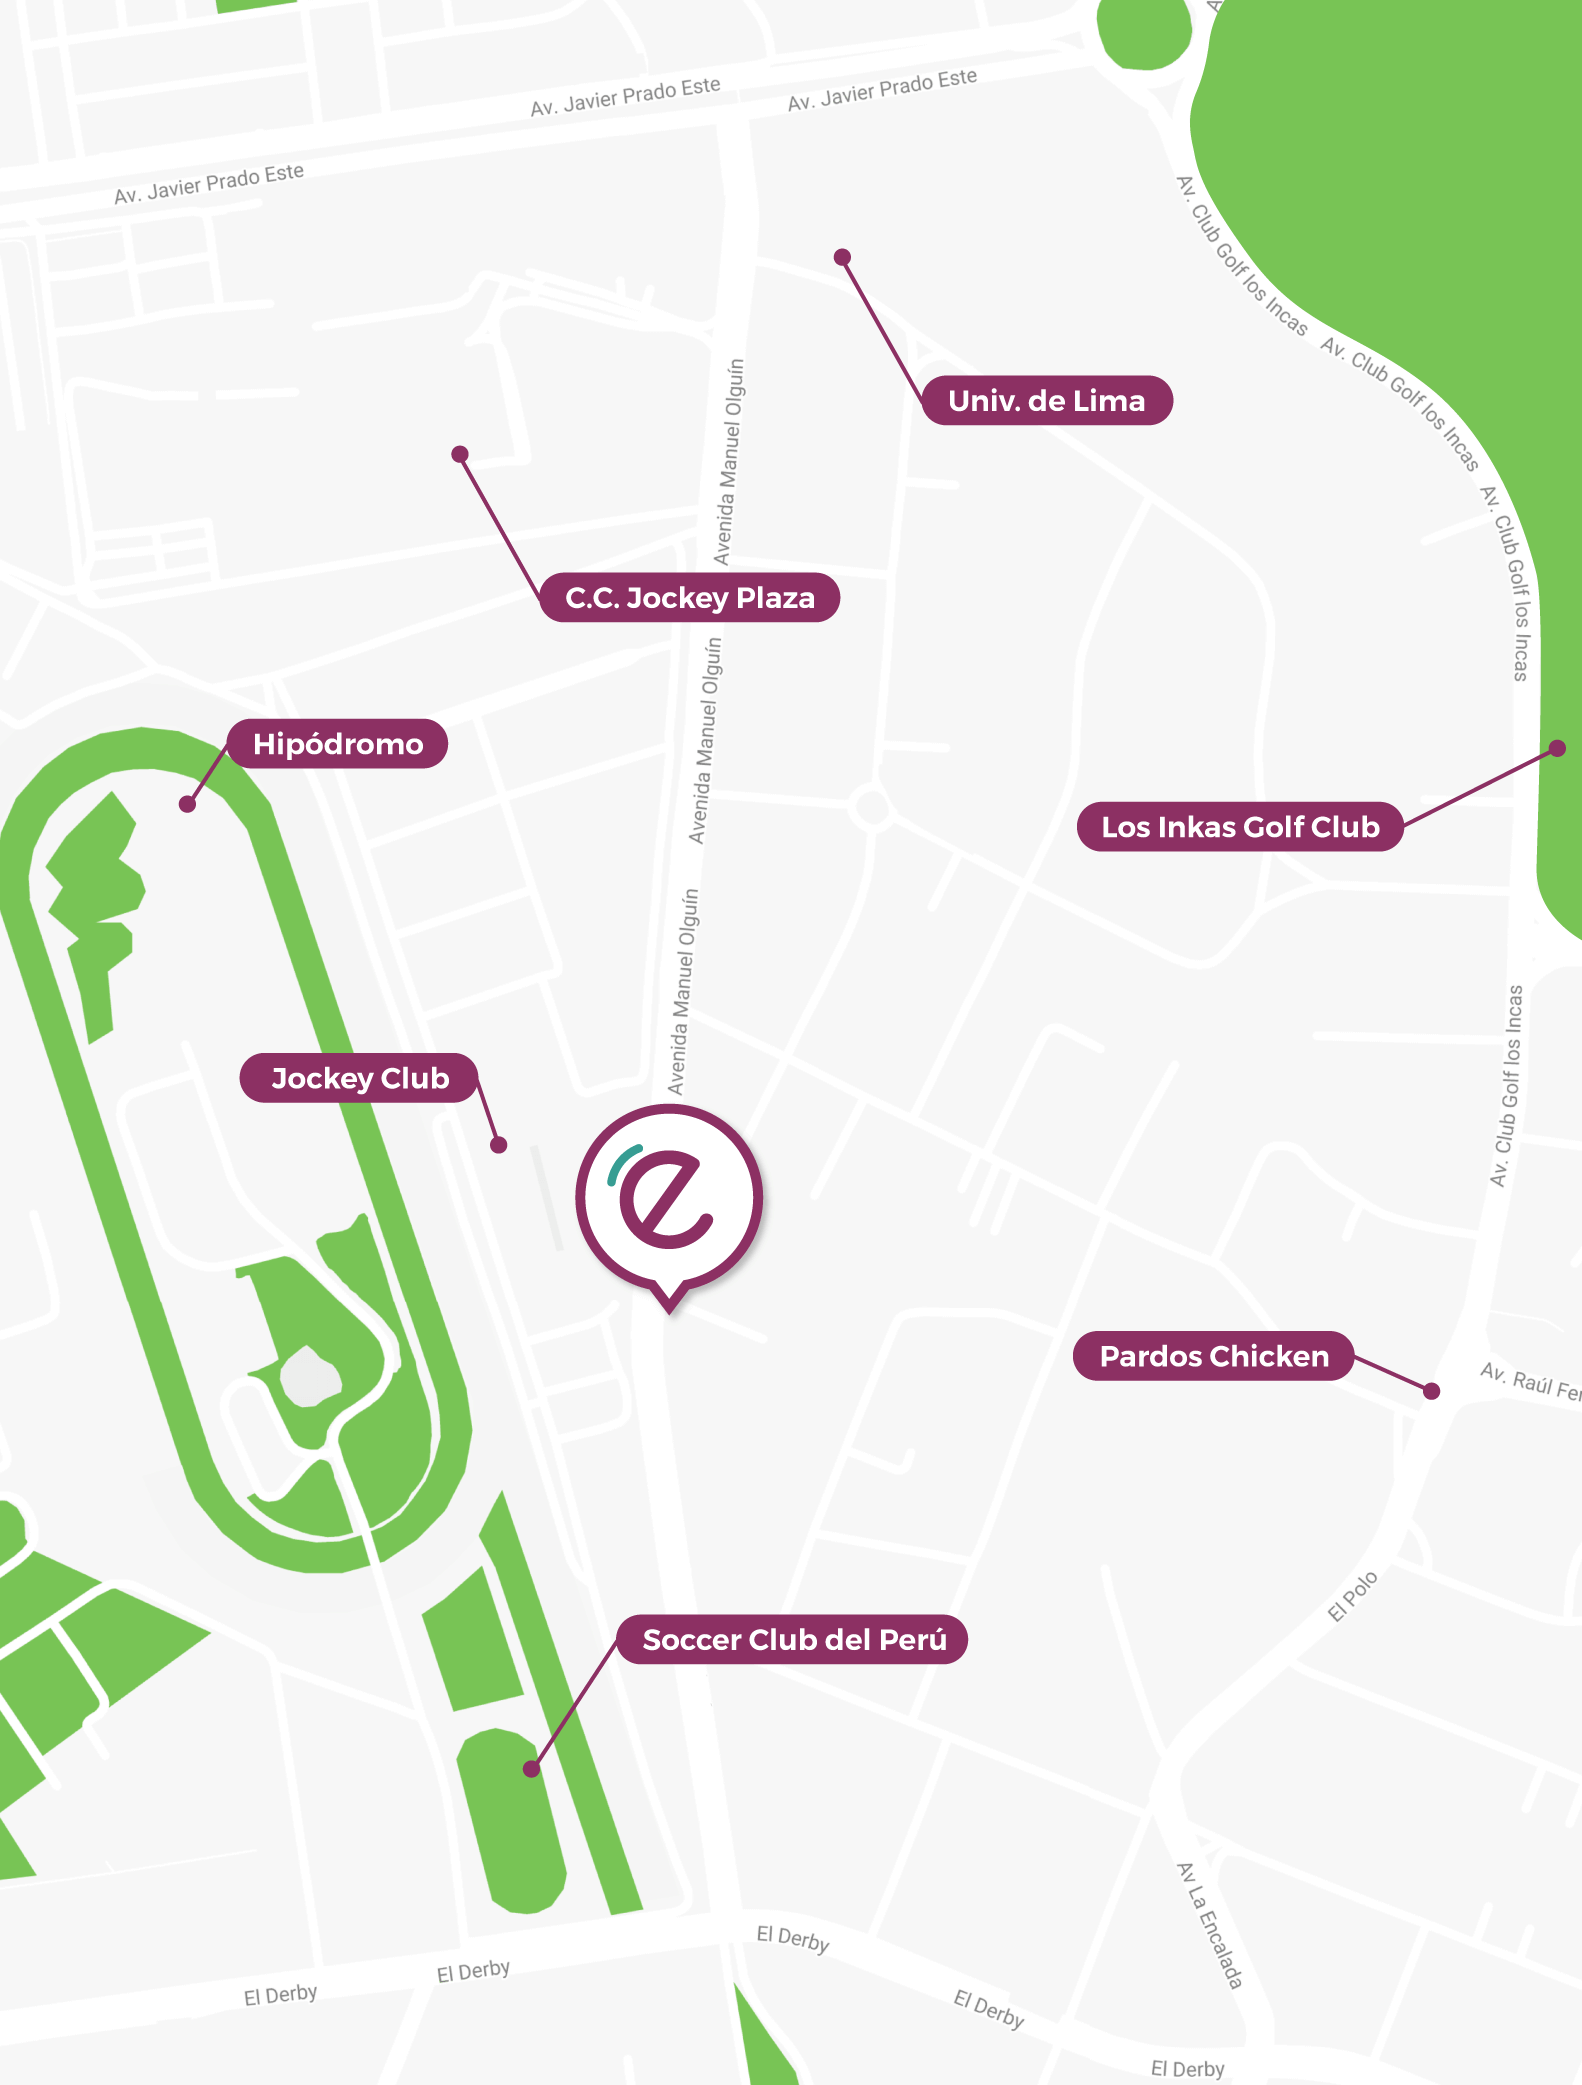 Av. Javier Prado Este
Av. Javier Prado Este
Av. Javier Prado Este
Av. Club Golf los Incas
Av. Club Golf los Incas
Univ. de Lima
Avenida Manuel Olguín
Av. Club Golf los Incas
C.C. Jockey Plaza
Avenida Manuel Olguín
Hipódromo
Los Inkas Golf Club
Avenida Manuel Olguín
Av. Club Golf los Incas
Jockey Club
e
Pardos Chicken
Av. Raúl Fer
El Polo
Soccer Club del Perú
Av La Encalada
El Derby
El Derby
El Derby
El Derby
El Derby